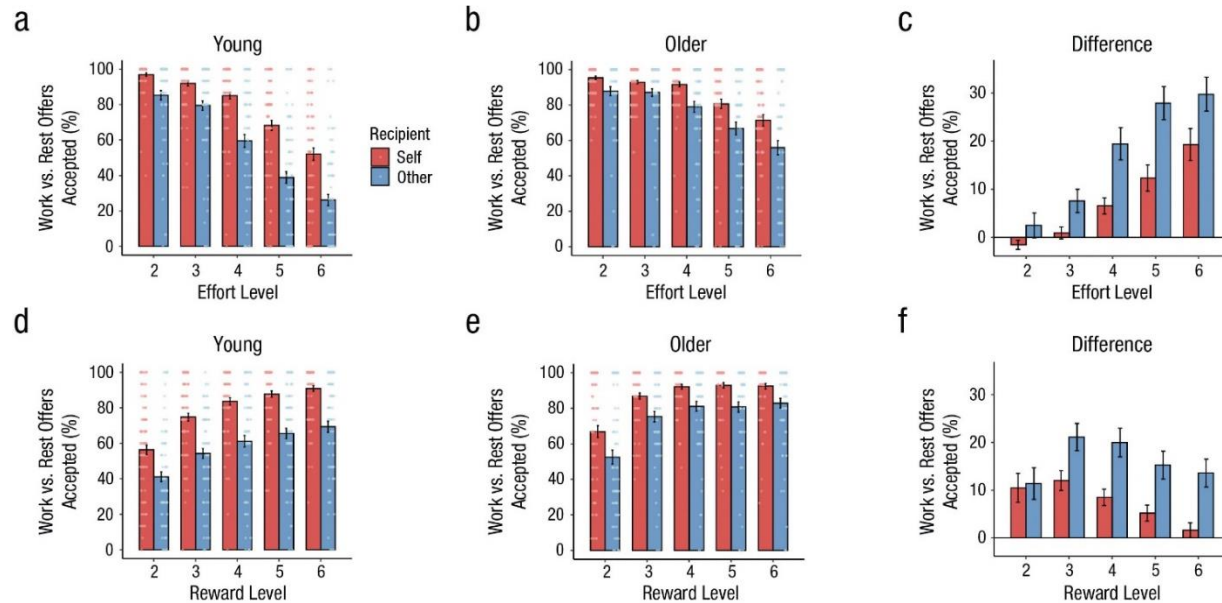 a
Young
Work vs. Rest Offers
Accepted (%)
100
80
60
40
20
0
2 3 4 5 6
Effort Level
Recipient
Self
Other
b
Older
Work vs. Rest Offers
Accepted (%)
100
80
60
40
20
0
2 3 4 5 6
Effort Level
c
Difference
Work vs. Rest Offers
Accepted (%)
30
20
10
0
2 3 4 5 6
Effort Level
d
Young
Work vs. Rest Offers
Accepted (%)
100
80
60
40
20
0
2 3 4 5 6
Reward Level
e
Older
Work vs. Rest Offers
Accepted (%)
100
80
60
40
20
0
2 3 4 5 6
Reward Level
f
Difference
Work vs. Rest Offers
Accepted (%)
30
20
10
0
2 3 4 5 6
Reward Level